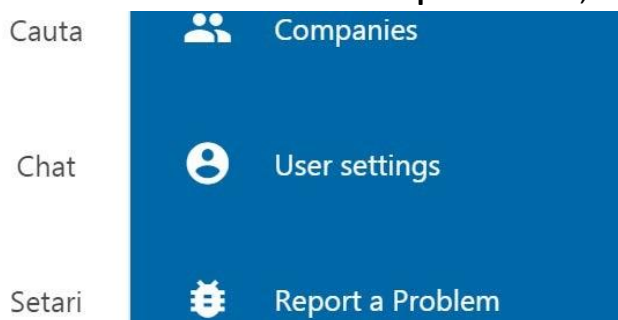 Cauta
Companies
Chat
User settings
Setari
Report a Problem